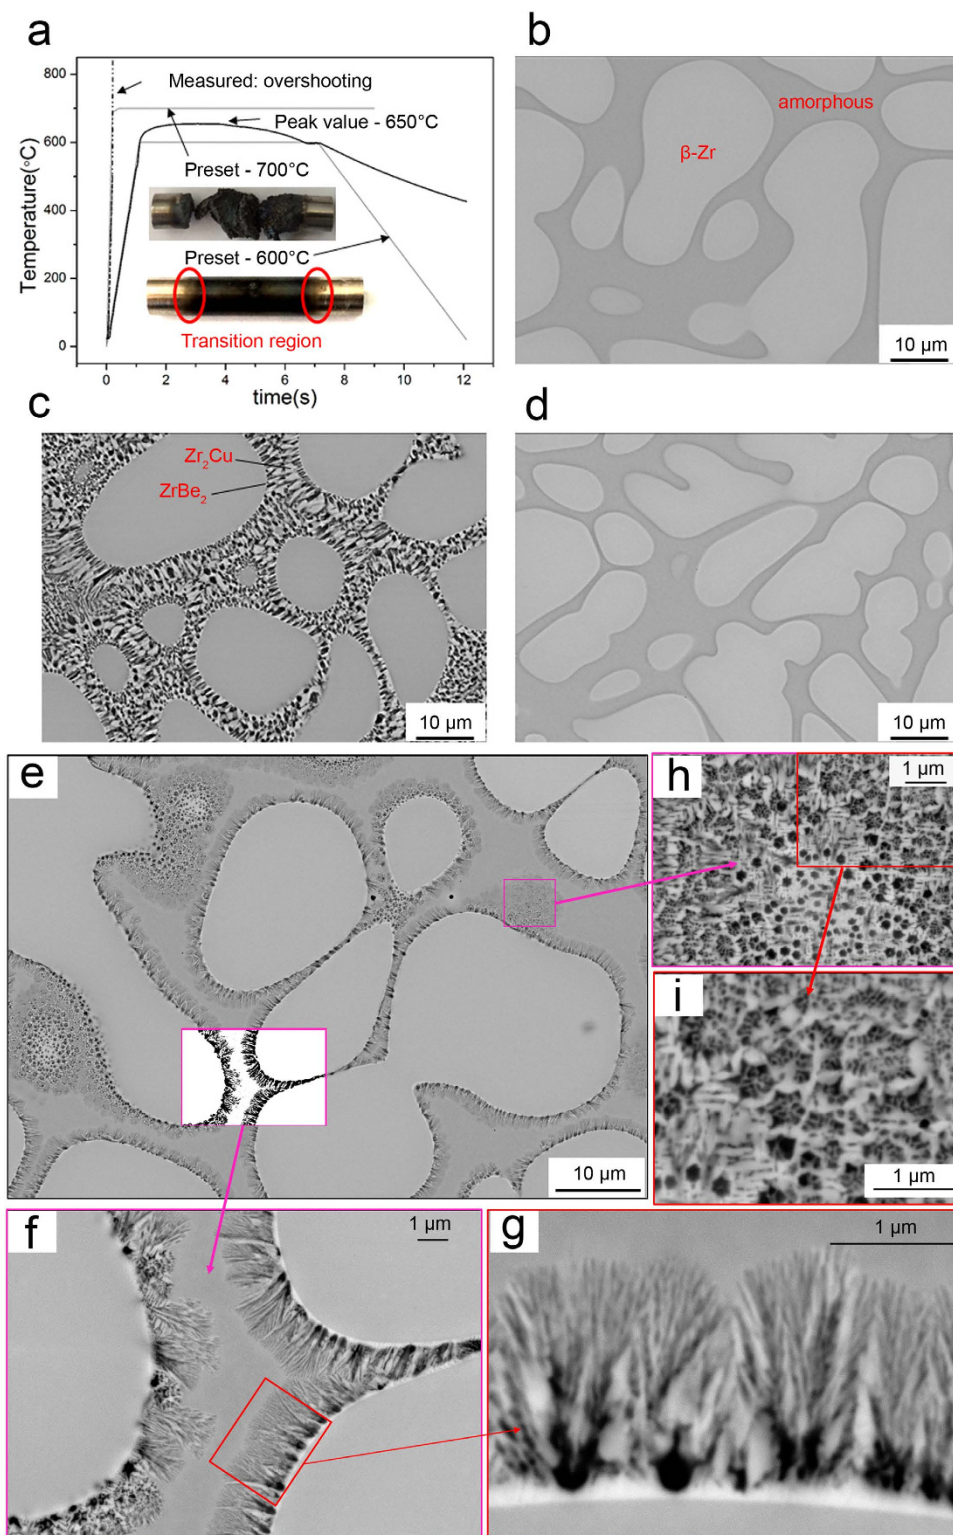 a
800
600
400
200
0
Temperature(°C)
Measured: overshooting
Peak value - 650°C
Preset - 700°C
Preset - 600°C
Transition region
0 2 4 6 8 10 12
time(s)
b
amorphous
β-Zr
10 μm
c
Zr₂Cu
ZrBe₂
10 μm
d
10 μm
e
10 μm
h
1 μm
i
1 μm
f
1 μm
g
1 μm